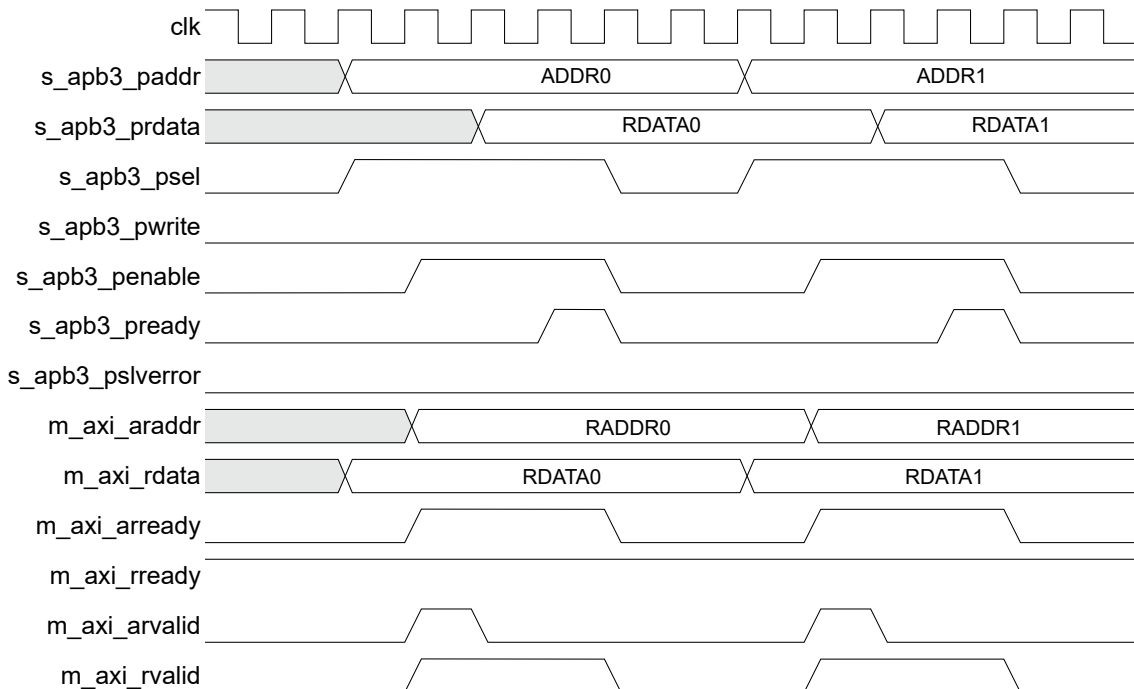 clk
s_apb3_paddr ADDR0 ADDR1
s_apb3_prdata RDATA0 RDATA1
s_apb3_psel
s_apb3_pwrite
s_apb3_penable
s_apb3_pready
s_apb3_pslverror
m_axi_araddr RADDR0 RADDR1
m_axi_rdata RDATA0 RDATA1
m_axi_arready
m_axi_rready
m_axi_arvalid
m_axi_rvalid